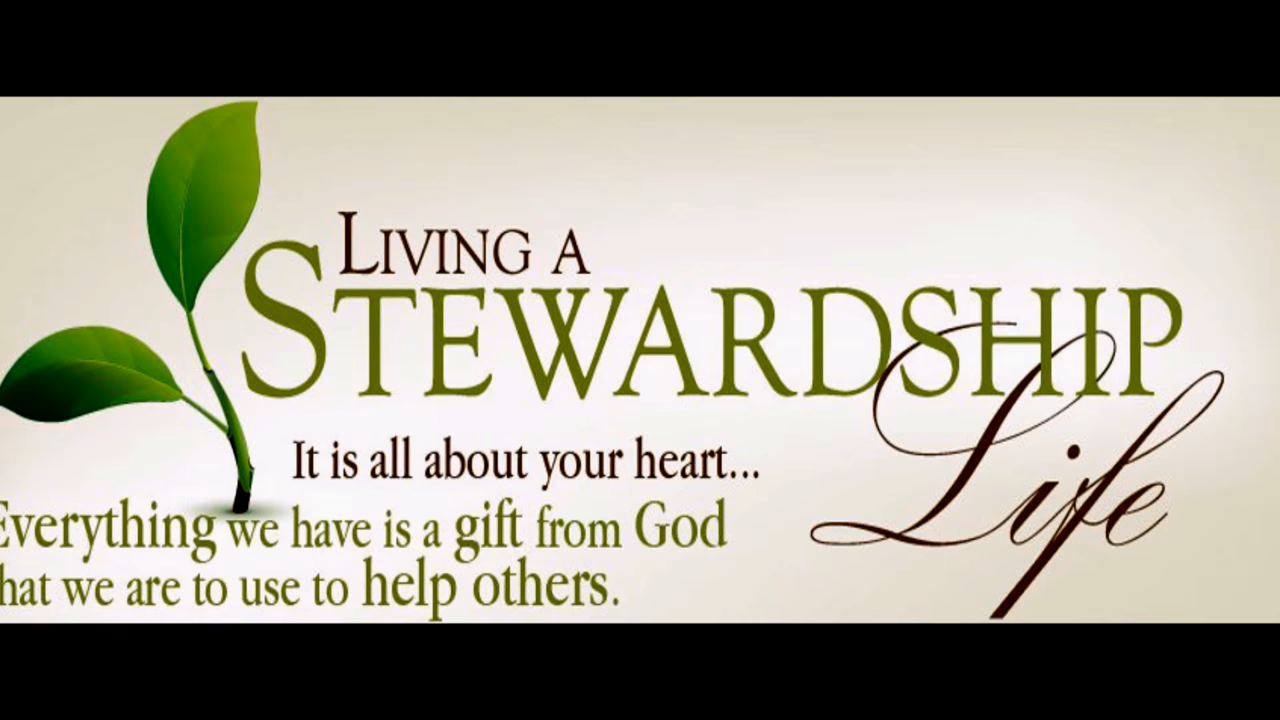 LIVING A
STEWARDSHIP
Life
It is all about your heart...
Everything we have is a gift from God
hat we are to use to help others.